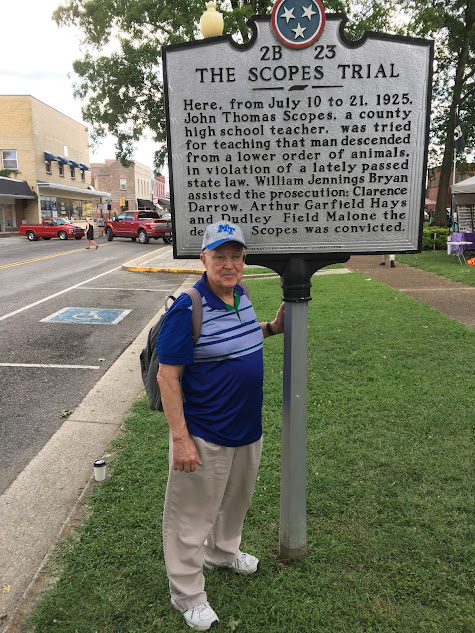 2B 23
THE SCOPES TRIAL
Here, from July 10 to 21, 1925,
John Thomas Scopes, a county
high school teacher, was tried
for teaching that man descended
from a lower order of animals,
in violation of a lately passed
state law. William Jennings Bryan
assisted the prosecution; Clarence
Darrow, Arthur Garfield Hays
and Dudley Field Malone the
Scopes was convicted.
MT